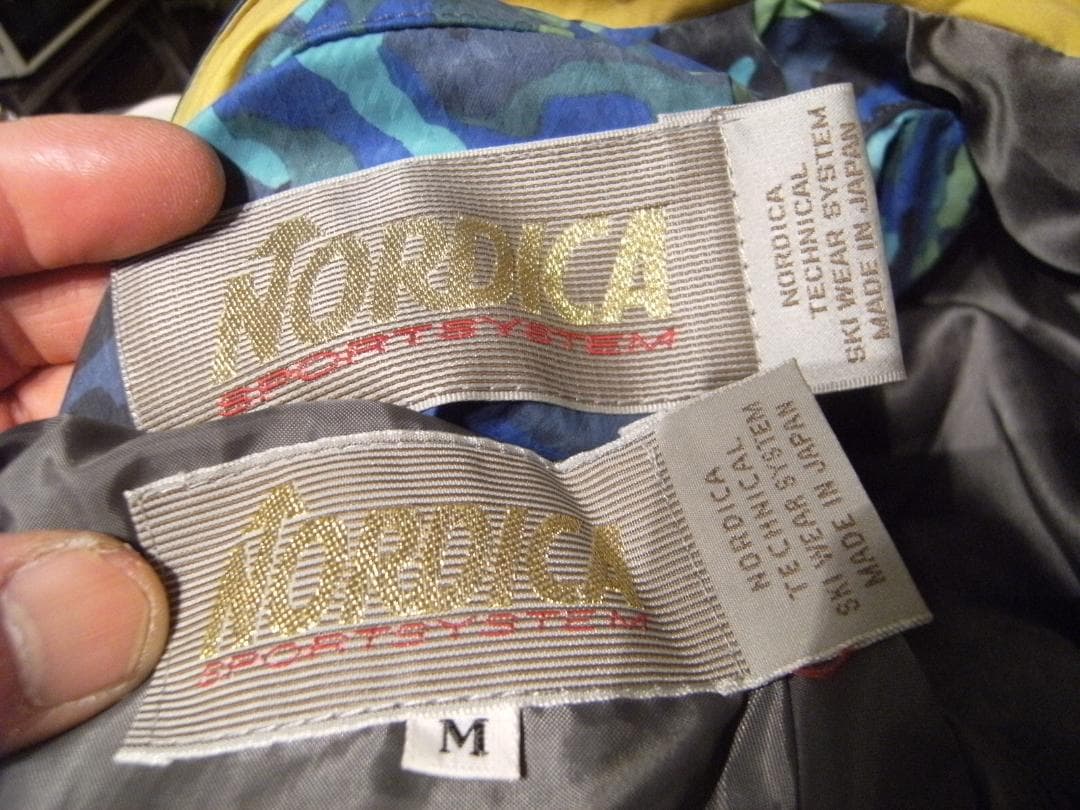 NORDICA
SPORTSYSTEM
NORDICA
TECHNICAL
SKI WEAR SYSTEM
MADE IN JAPAN
NORDICA
SPORTSYSTEM
NORDICA
TECHNICAL
SKI WEAR SYSTEM
MADE IN JAPAN
M